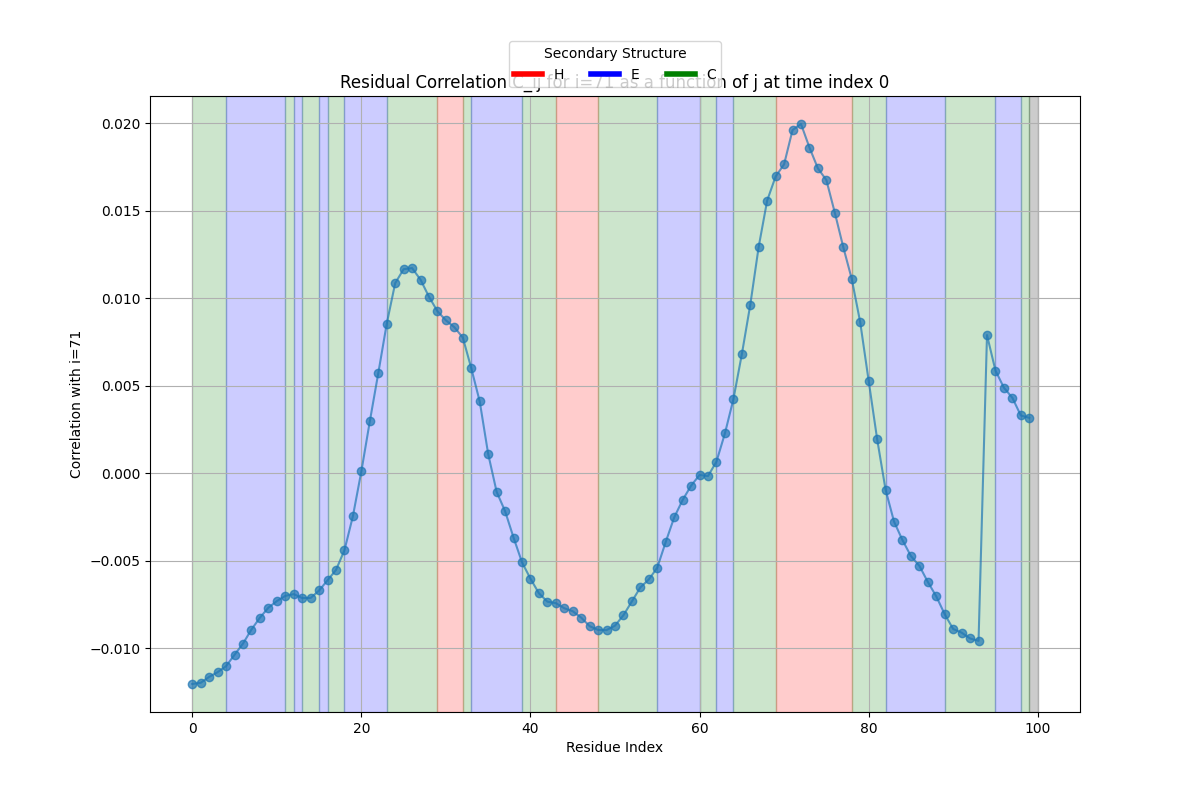 Secondary Structure
H E C
Residual Correlation C_ij for i=71 as a function of j at time index 0
0.020
0.015
0.010
0.005
0.000
−0.005
−0.010
Correlation with i=71
0 20 40 60 80 100
Residue Index